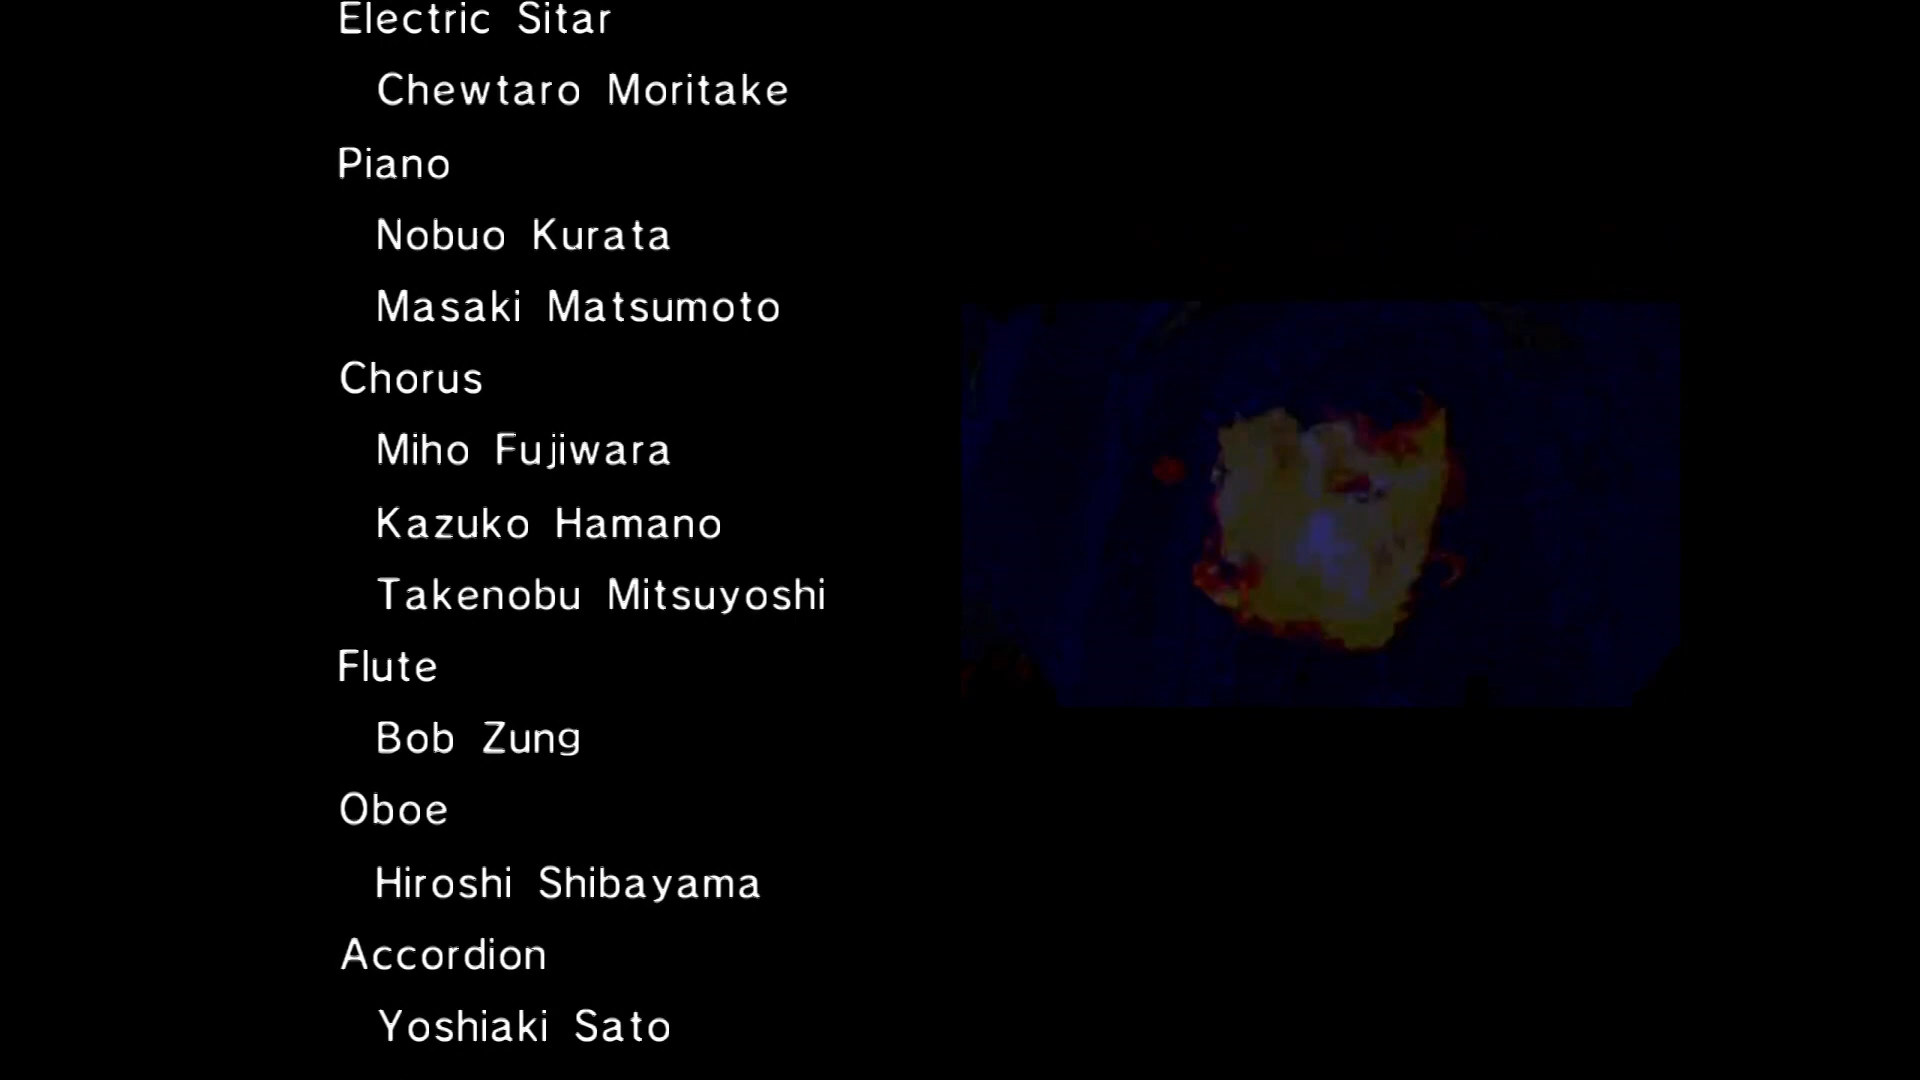 Electric Sitar
Chewtaro Moritake
Piano
Nobuo Kurata
Masaki Matsumoto
Chorus
Miho Fujiwara
Kazuko Hamano
Takenobu Mitsuyoshi
Flute
Bob Zung
Oboe
Hiroshi Shibayama
Accordion
Yoshiaki Sato